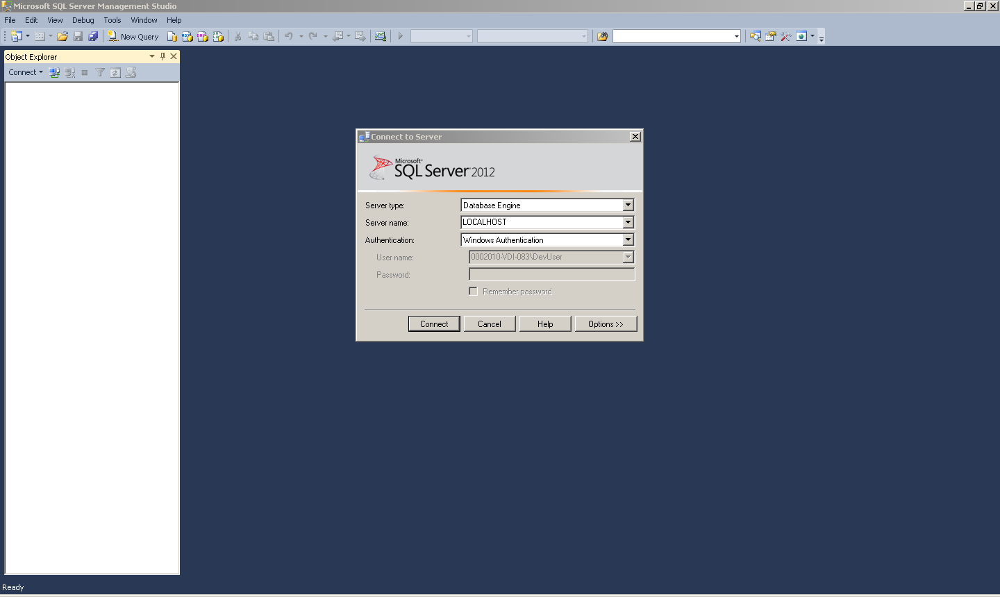 Microsoft SQL Server Management Studio
File Edit View Debug Tools Window Help
New Query
Object Explorer
Connect
Connect to Server
Microsoft®
SQL Server 2012
Server type: Database Engine
Server name: LOCALHOST
Authentication: Windows Authentication
User name: 0002010-VDI-083\DevUser
Password:
Remember password
Connect Cancel Help Options >>
Ready